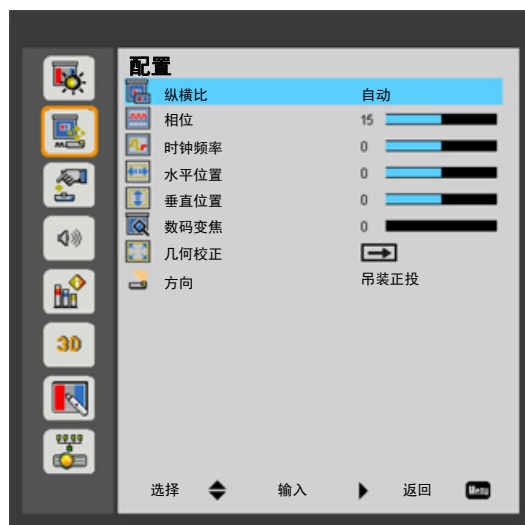 配置
纵横比 自动
相位 15
时钟频率 0
水平位置 0
垂直位置 0
数码变焦 0
几何校正
方向 吊装正投
3D
选择 输入 返回 Menu